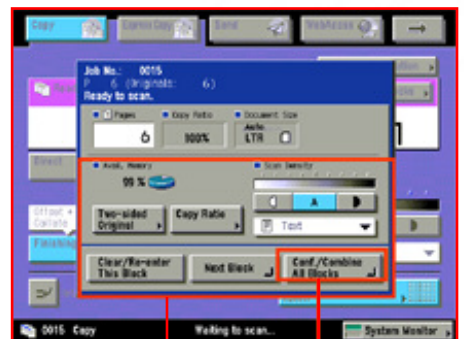 Copy
Express Copy
Send
WebAccess
Job No.: 0015
P 6 (Originals: 6)
Ready to scan.
Pages
Copy Ratio
Document Size
6
100%
Auto
LTR
1
Direct
Avail. Memory
Scan Density
99 %
A
Two-sided
Original
Copy Ratio
Text
Offset +
Collate
Finishing
Clear/Re-enter
This Block
Next Block
Conf./Combine
All Blocks
0015 Copy
Waiting to scan...
System Monitor